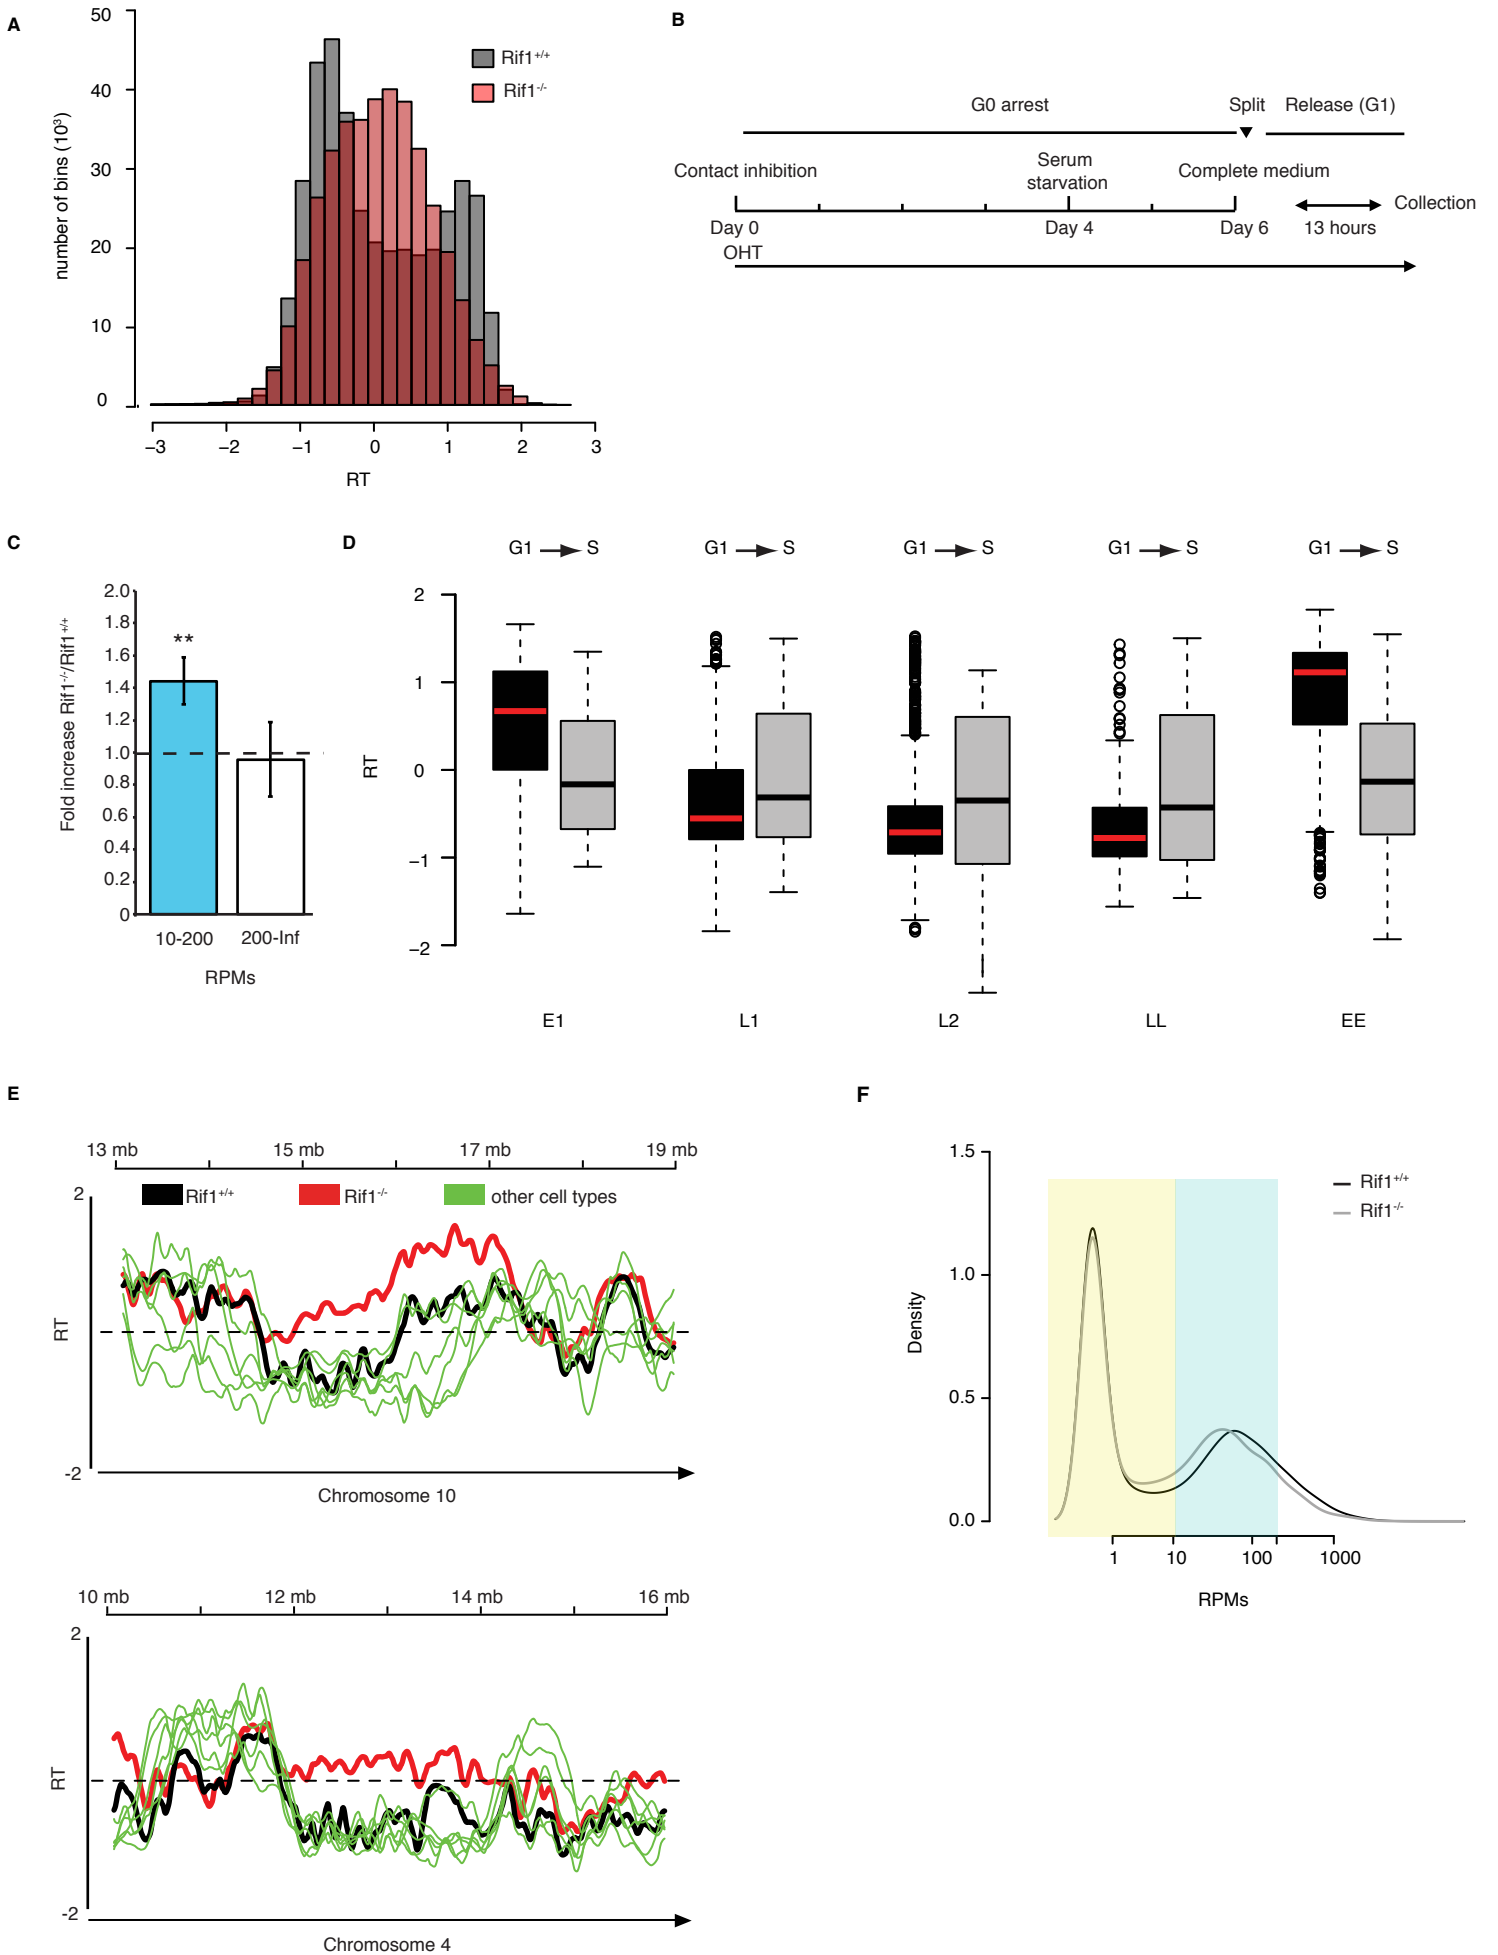 A
50
40
30
20
10
0
number of bins (10³)
Rif1+/+
Rif1-/-
−3
−2
−1
0
1
2
3
RT
B
G0 arrest
Split
Release (G1)
Contact inhibition
Serum
starvation
Complete medium
Collection
Day 0
Day 4
Day 6
13 hours
OHT
C
Fold increase Rif1-/-/Rif1+/+
2.0
1.8
1.6
1.4
1.2
1.0
0.8
0.6
0.4
0.2
0
**
10-200
200-Inf
RPMs
D
G1
S
G1
S
G1
S
G1
S
G1
S
2
1
0
−1
−2
RT
E1
L1
L2
LL
EE
E
13 mb
15 mb
17 mb
19 mb
2
Rif1+/+
Rif1-/-
other cell types
RT
-2
Chromosome 10
10 mb
12 mb
14 mb
16 mb
2
RT
-2
Chromosome 4
F
1.5
1.0
0.5
0.0
Density
Rif1+/+
Rif1-/-
1
10
100
1000
RPMs